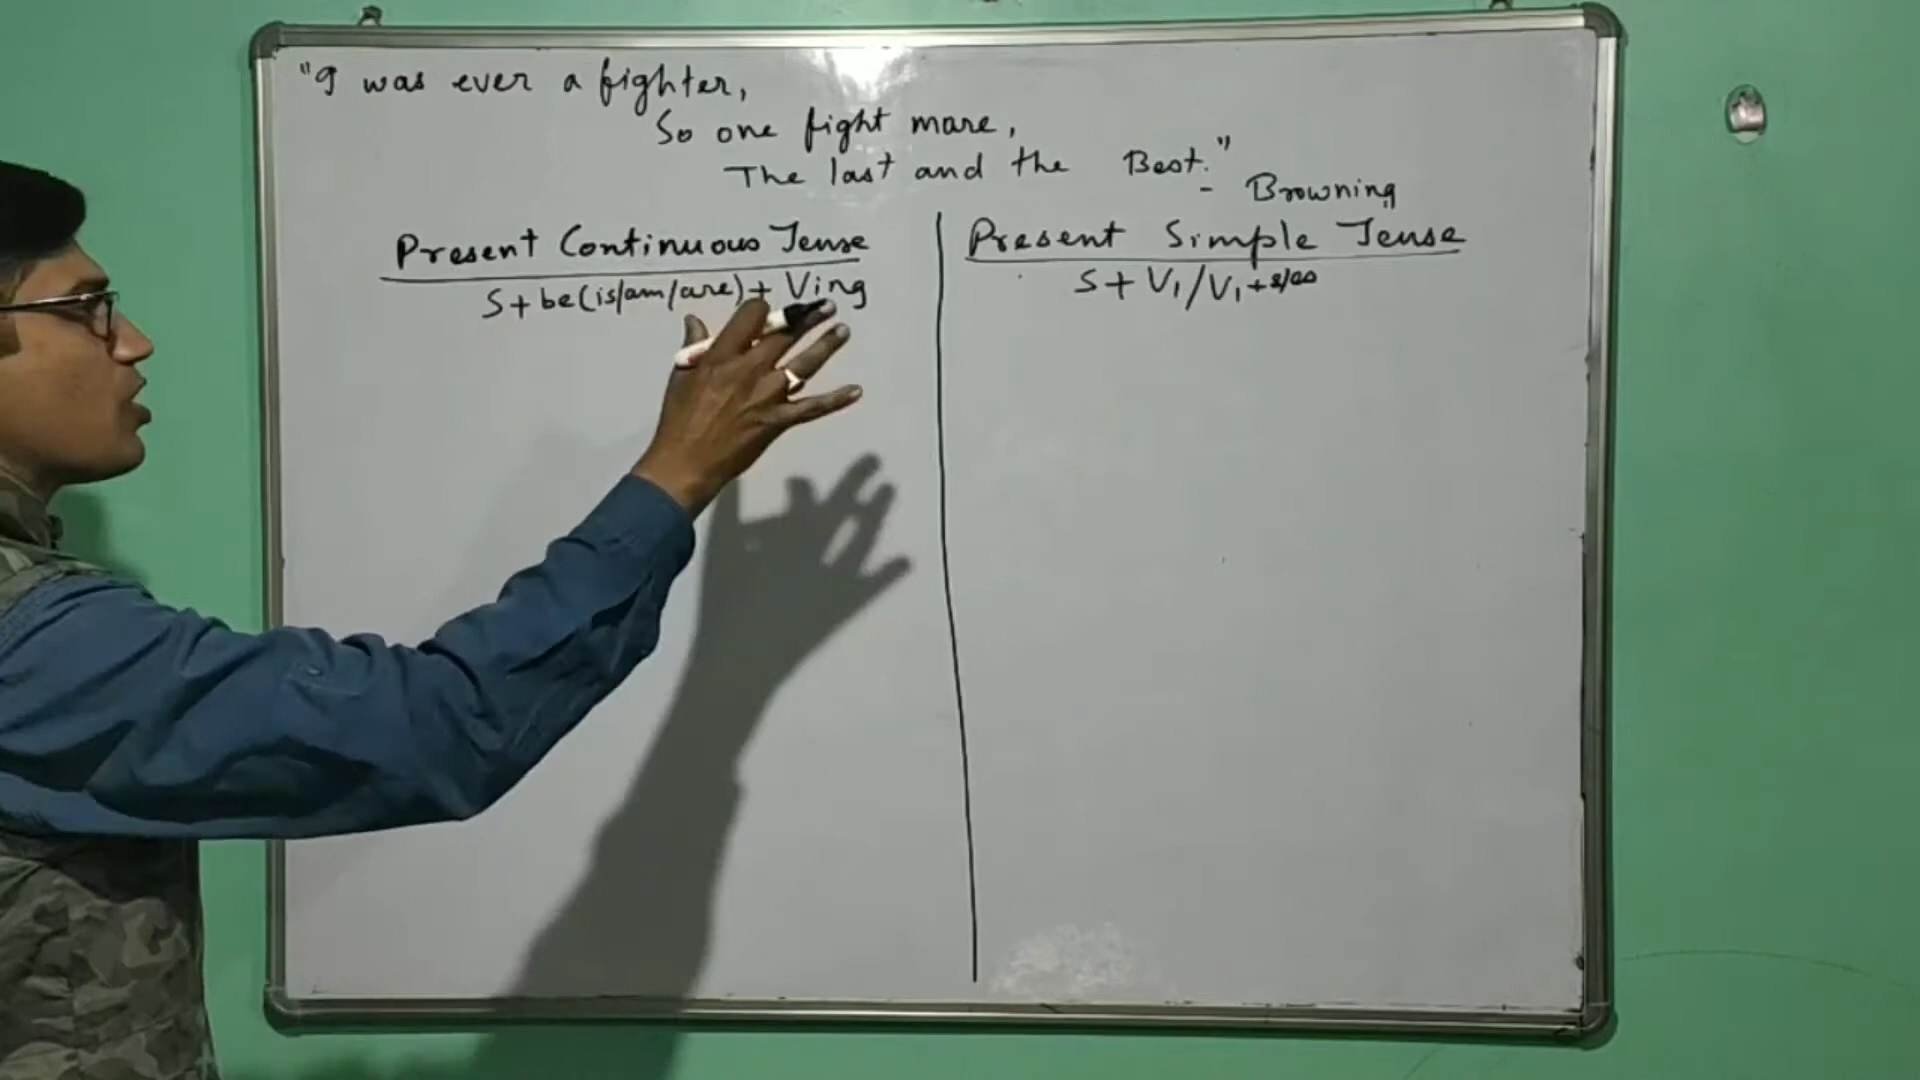 "I was ever a fighter,
So one fight more,
The last and the Best."
- Browning
Present Continuous Tense
S+be(is/am/are)+Ving
Present Simple Tense
S+V1/V1+s/es